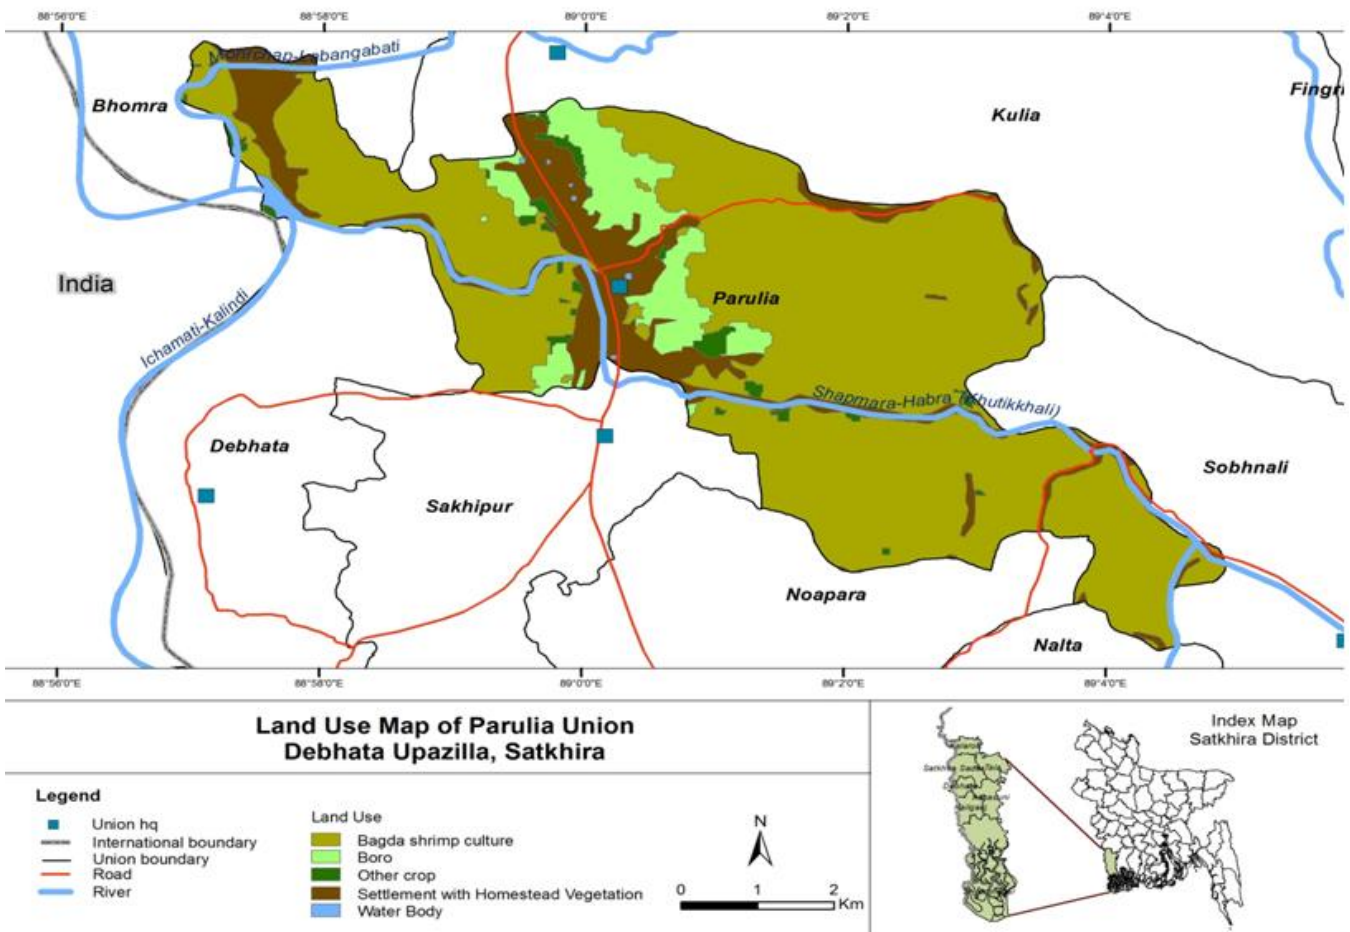 88°56'0"E 88°58'0"E 89°0'0"E 89°2'0"E 89°4'0"E
Bhomra
Kulia
India
Ichamati-Kalindi
Parulia
Shapmara-Habra
Debhata
Sakhipur
Sobhnali
Noapara
Nalta
88°56'0"E 88°58'0"E 89°0'0"E 89°2'0"E 89°4'0"E
Land Use Map of Parulia Union
Debhata Upazilla, Satkhira
Legend
Union hq
International boundary
Union boundary
Road
River
Land Use
Bagda shrimp culture
Boro
Other crop
Settlement with Homestead Vegetation
Water Body
N
0 1 2
Km
Index Map
Satkhira District